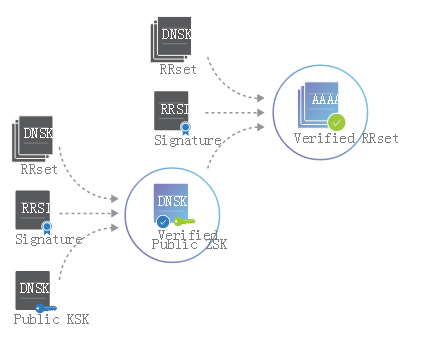 DNSK
RRset
RRSI
Signature
AAAA
Verified RRset
DNSK
RRset
RRSI
Signature
DNSK
Verified
Public ZSK
DNSK
Public KSK